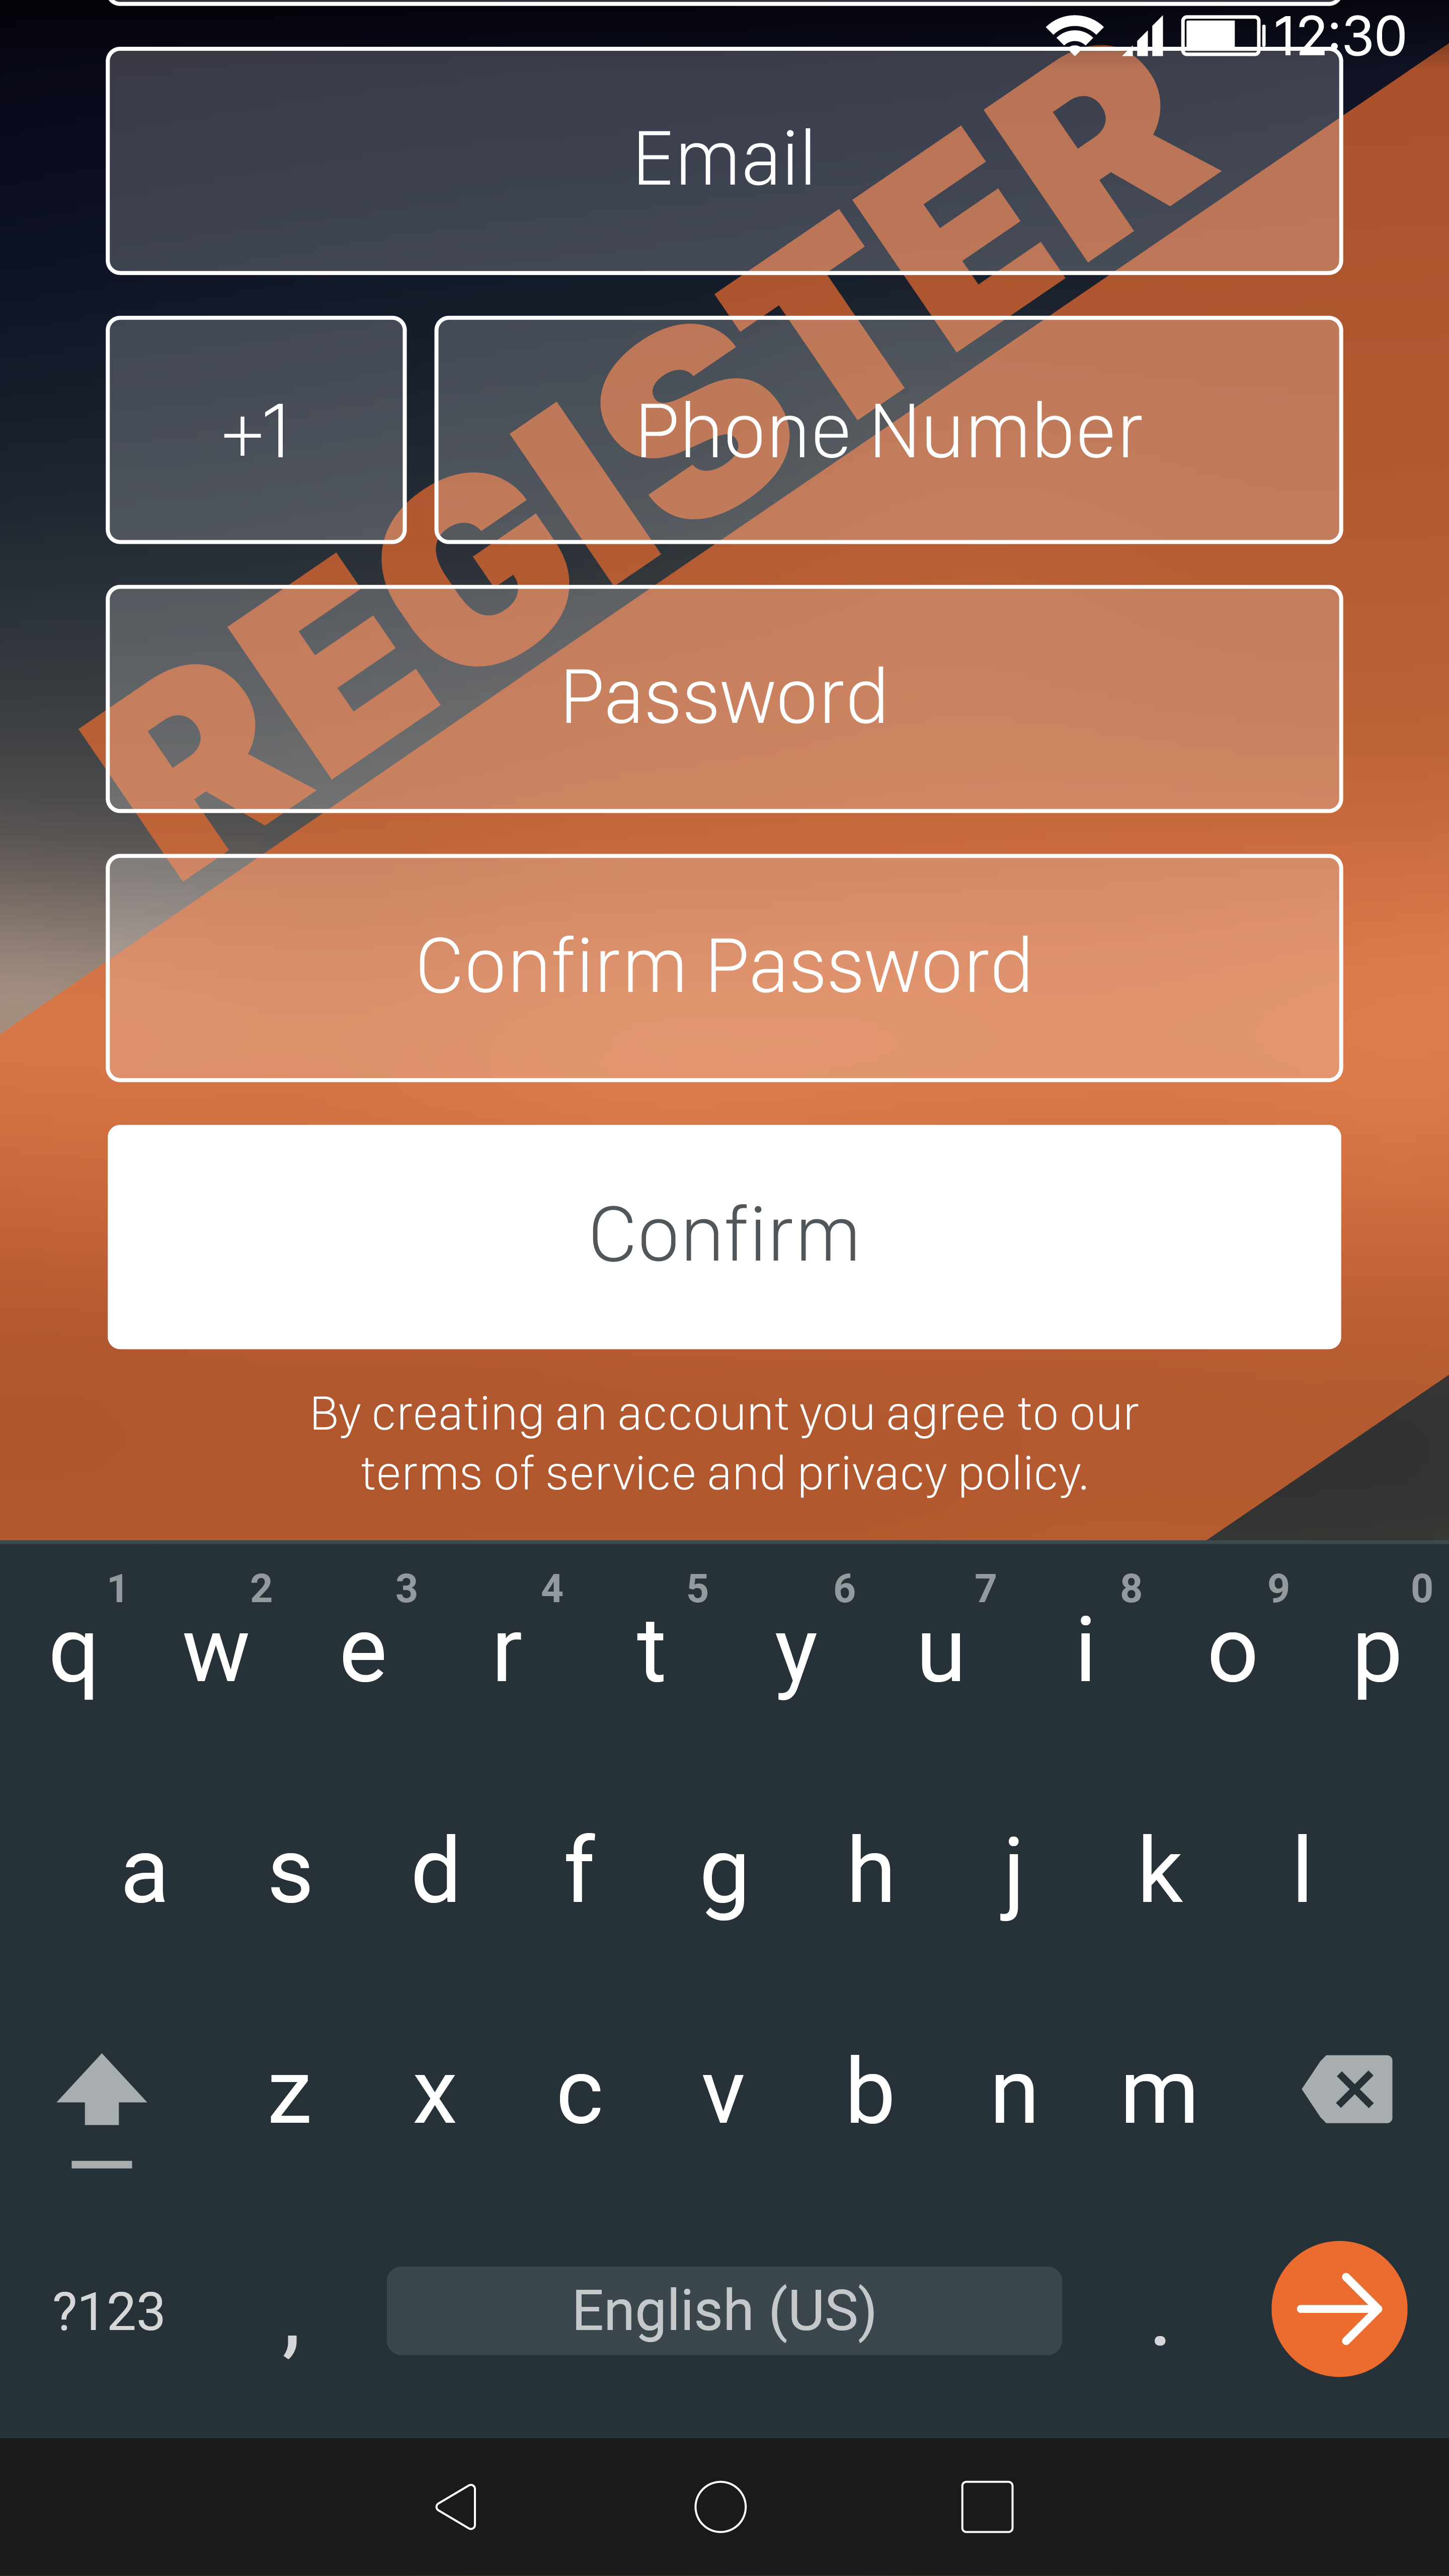 12:30
Email
REGISTER
+1 Phone Number
Password
Confirm Password
Confirm
By creating an account you agree to our
terms of service and privacy policy.
1 2 3 4 5 6 7 8 9 0
q w e r t y u i o p
a s d f g h j k l
z x c v b n m
?123 , English (US) .